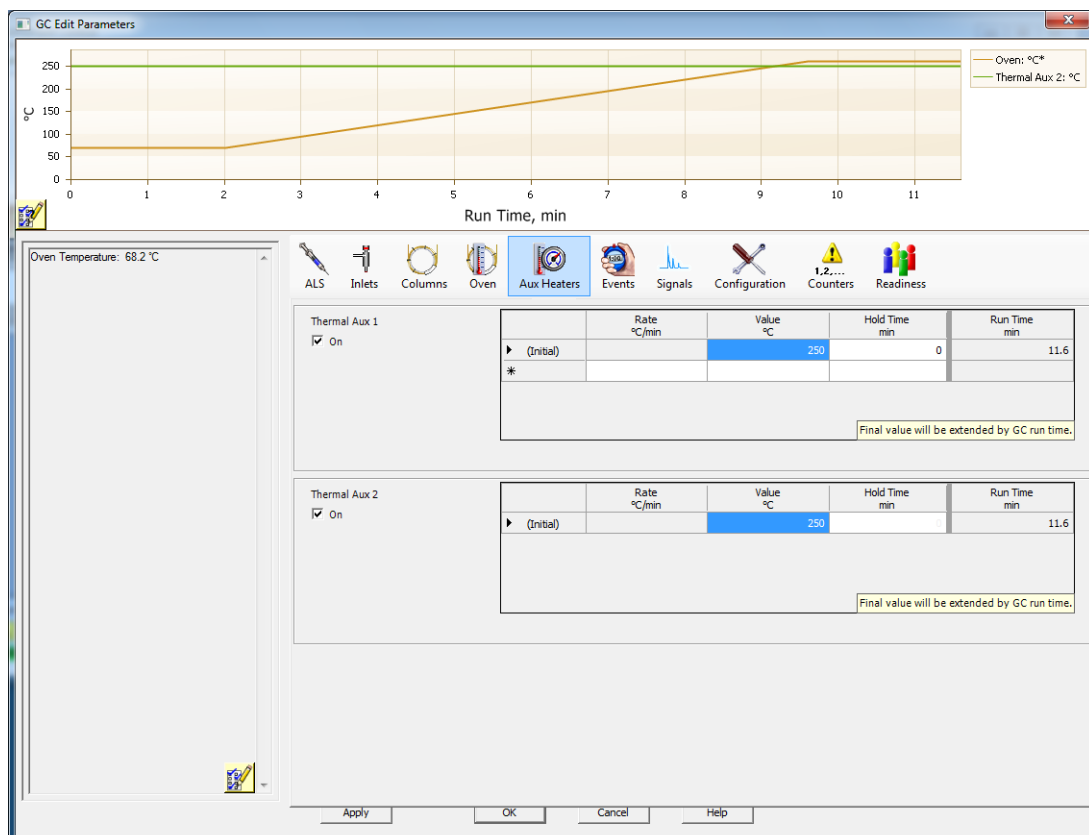 GC Edit Parameters
250
200
150
100
50
0
°C
0 1 2 3 4 5 6 7 8 9 10 11
Run Time, min
Oven: °C*
Thermal Aux 2: °C
Oven Temperature: 68.2 °C
ALS Inlets Columns Oven Aux Heaters Events Signals Configuration Counters Readiness
1,2,...
Thermal Aux 1
On
Rate °C/min Value °C Hold Time min Run Time min
(Initial) 250 0 11.6
Final value will be extended by GC run time.
Thermal Aux 2
On
Rate °C/min Value °C Hold Time min Run Time min
(Initial) 250 0 11.6
Final value will be extended by GC run time.
Apply OK Cancel Help